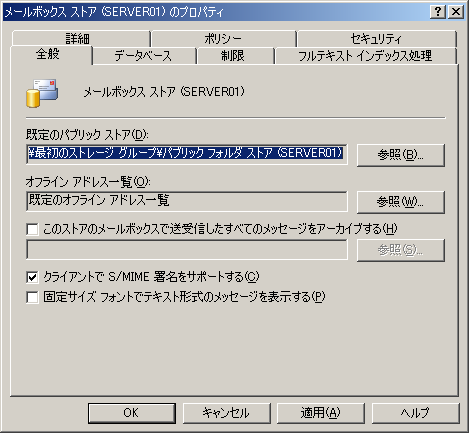 メールボックス ストア (SERVER01) のプロパティ
詳細 ポリシー セキュリティ
全般 データベース 制限 フルテキスト インデックス処理
メールボックス ストア (SERVER01)
既定のパブリック ストア(D):
¥最初のストレージ グループ¥パブリック フォルダ ストア (SERVER01)
参照(B)...
オフライン アドレス一覧(O):
既定のオフライン アドレス一覧
参照(W)...
このストアのメールボックスで送受信したすべてのメッセージをアーカイブする(H)
参照(S)...
クライアントで S/MIME 署名をサポートする(C)
固定サイズ フォントでテキスト形式のメッセージを表示する(P)
OK キャンセル 適用(A) ヘルプ